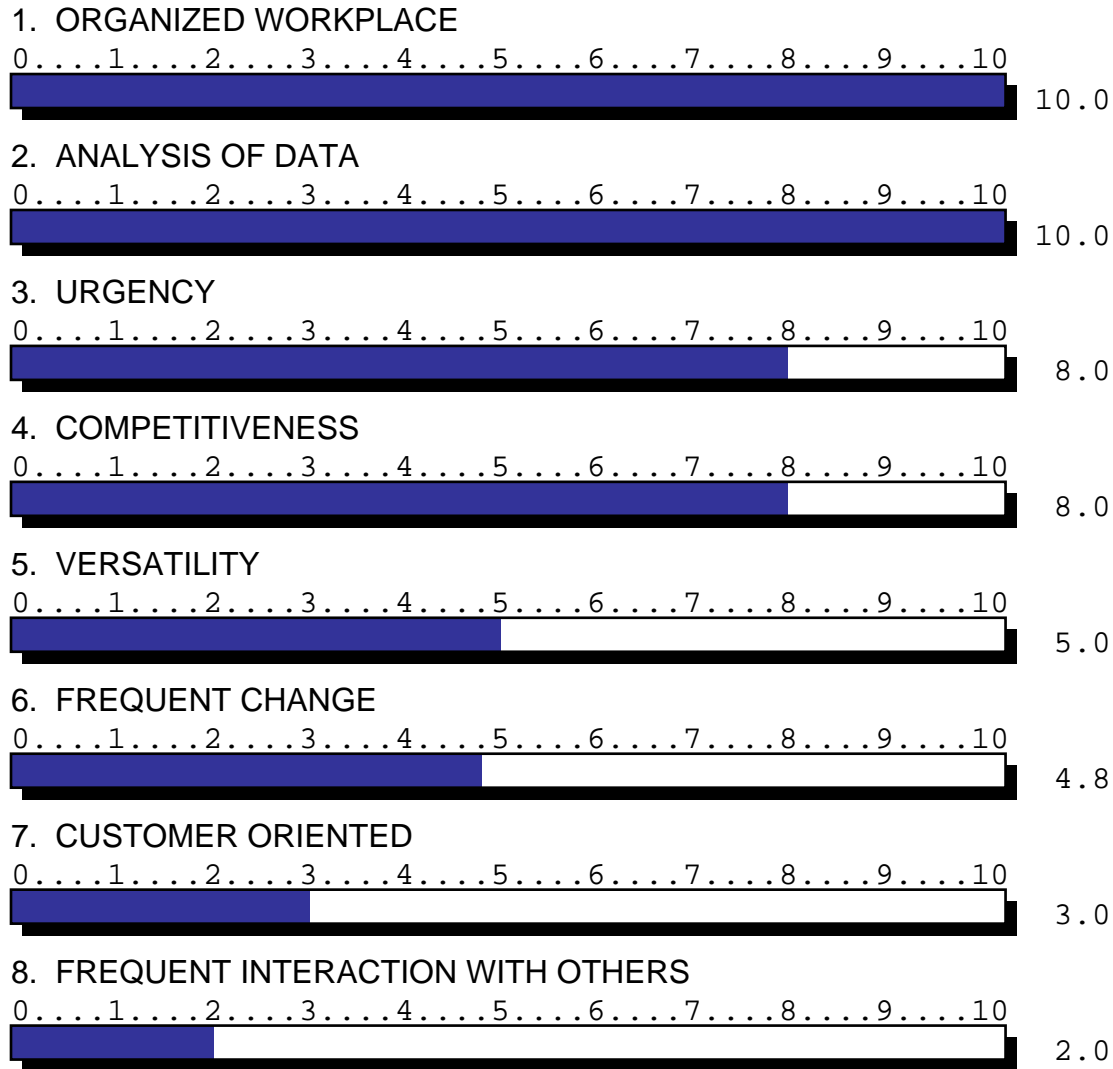 1. ORGANIZED WORKPLACE
0....1....2....3....4....5....6....7....8....9....10
10.0
2. ANALYSIS OF DATA
0....1....2....3....4....5....6....7....8....9....10
10.0
3. URGENCY
0....1....2....3....4....5....6....7....8....9....10
8.0
4. COMPETITIVENESS
0....1....2....3....4....5....6....7....8....9....10
8.0
5. VERSATILITY
0....1....2....3....4....5....6....7....8....9....10
5.0
6. FREQUENT CHANGE
0....1....2....3....4....5....6....7....8....9....10
4.8
7. CUSTOMER ORIENTED
0....1....2....3....4....5....6....7....8....9....10
3.0
8. FREQUENT INTERACTION WITH OTHERS
0....1....2....3....4....5....6....7....8....9....10
2.0